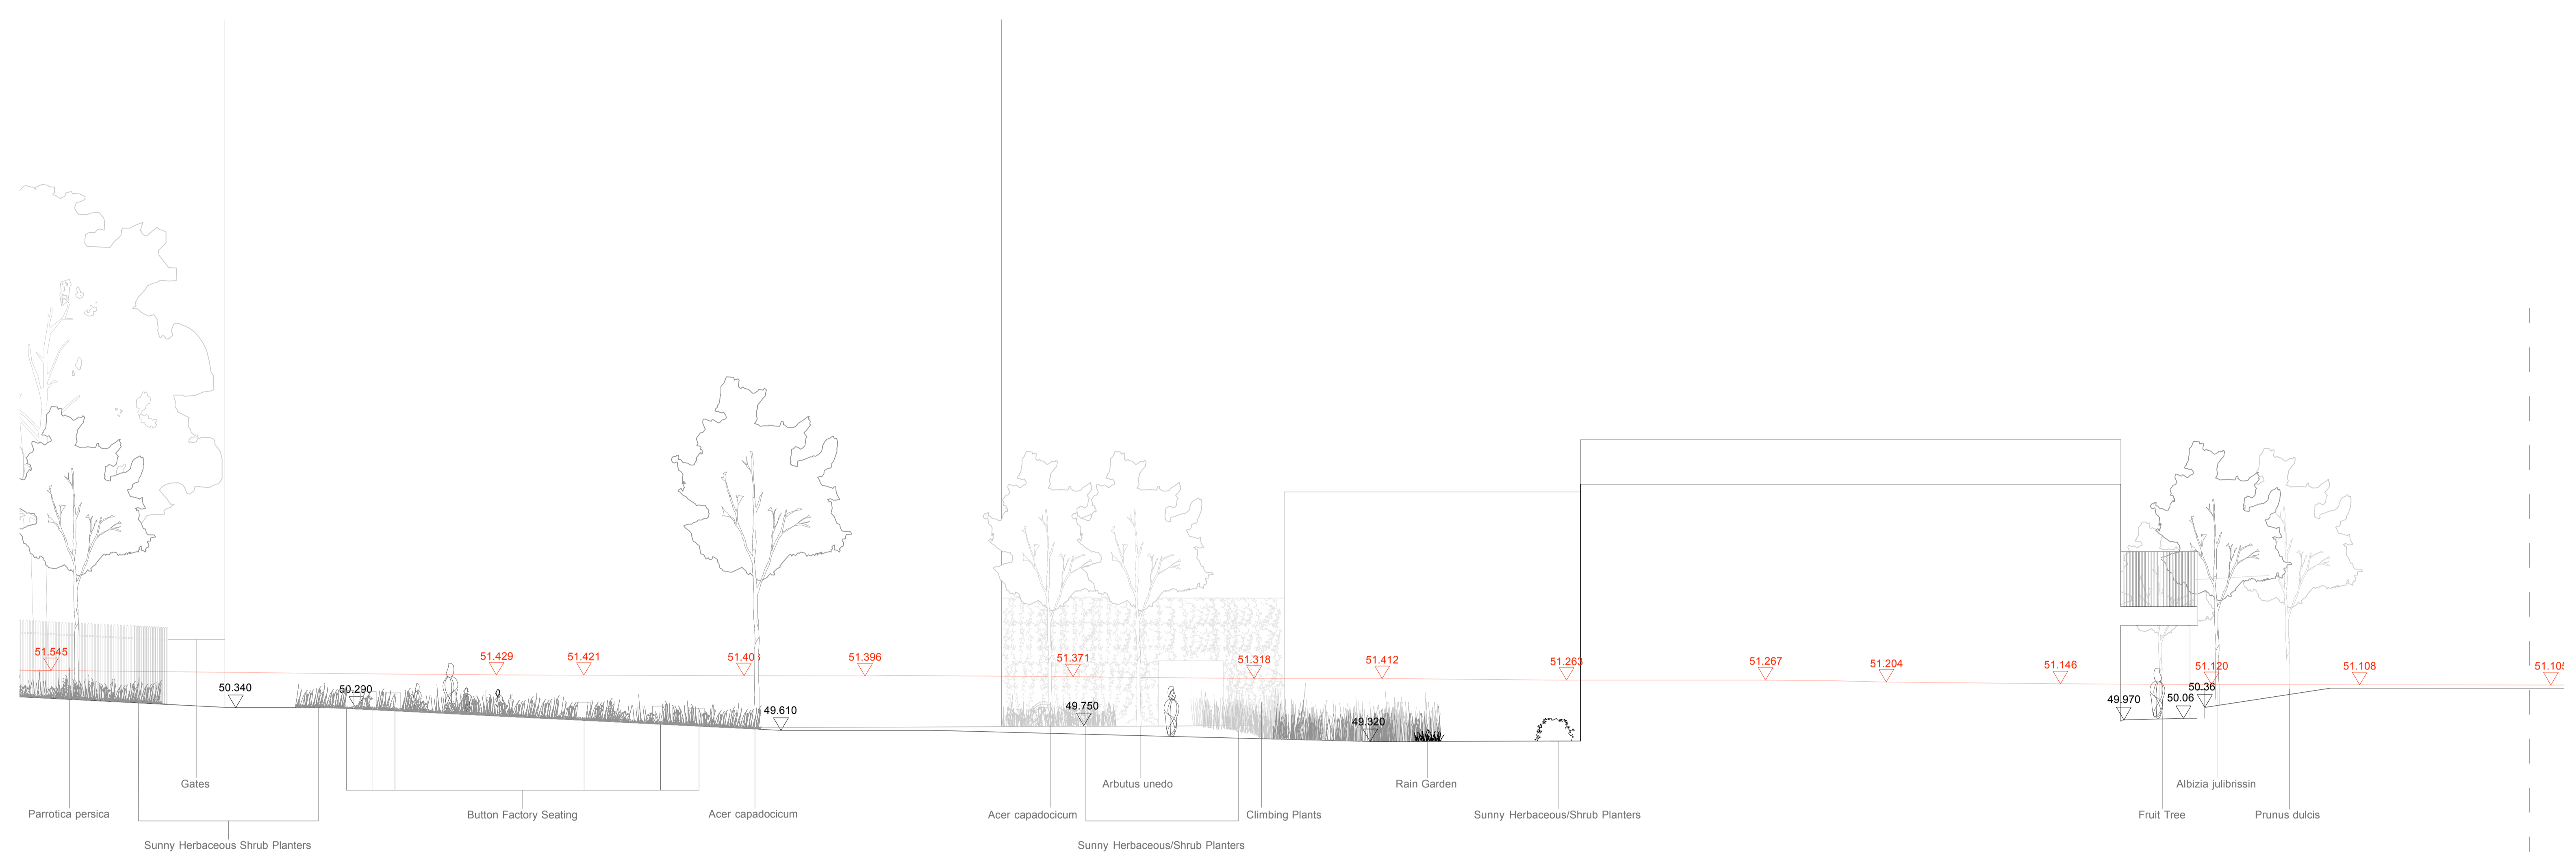 51.545
51.429
51.421
51.396
51.371
51.318
51.412
51.263
51.267
51.204
51.146
51.120
51.108
50.340
50.290
49.610
49.750
49.320
49.970
50.06
50.36
Gates
Arbutus unedo
Rain Garden
Albizia julibrissin
Parrotica persica
Button Factory Seating
Acer capadocicum
Acer capadocicum
Climbing Plants
Sunny Herbaceous/Shrub Planters
Fruit Tree
Prunus dulcis
Sunny Herbaceous Shrub Planters
Sunny Herbaceous/Shrub Planters